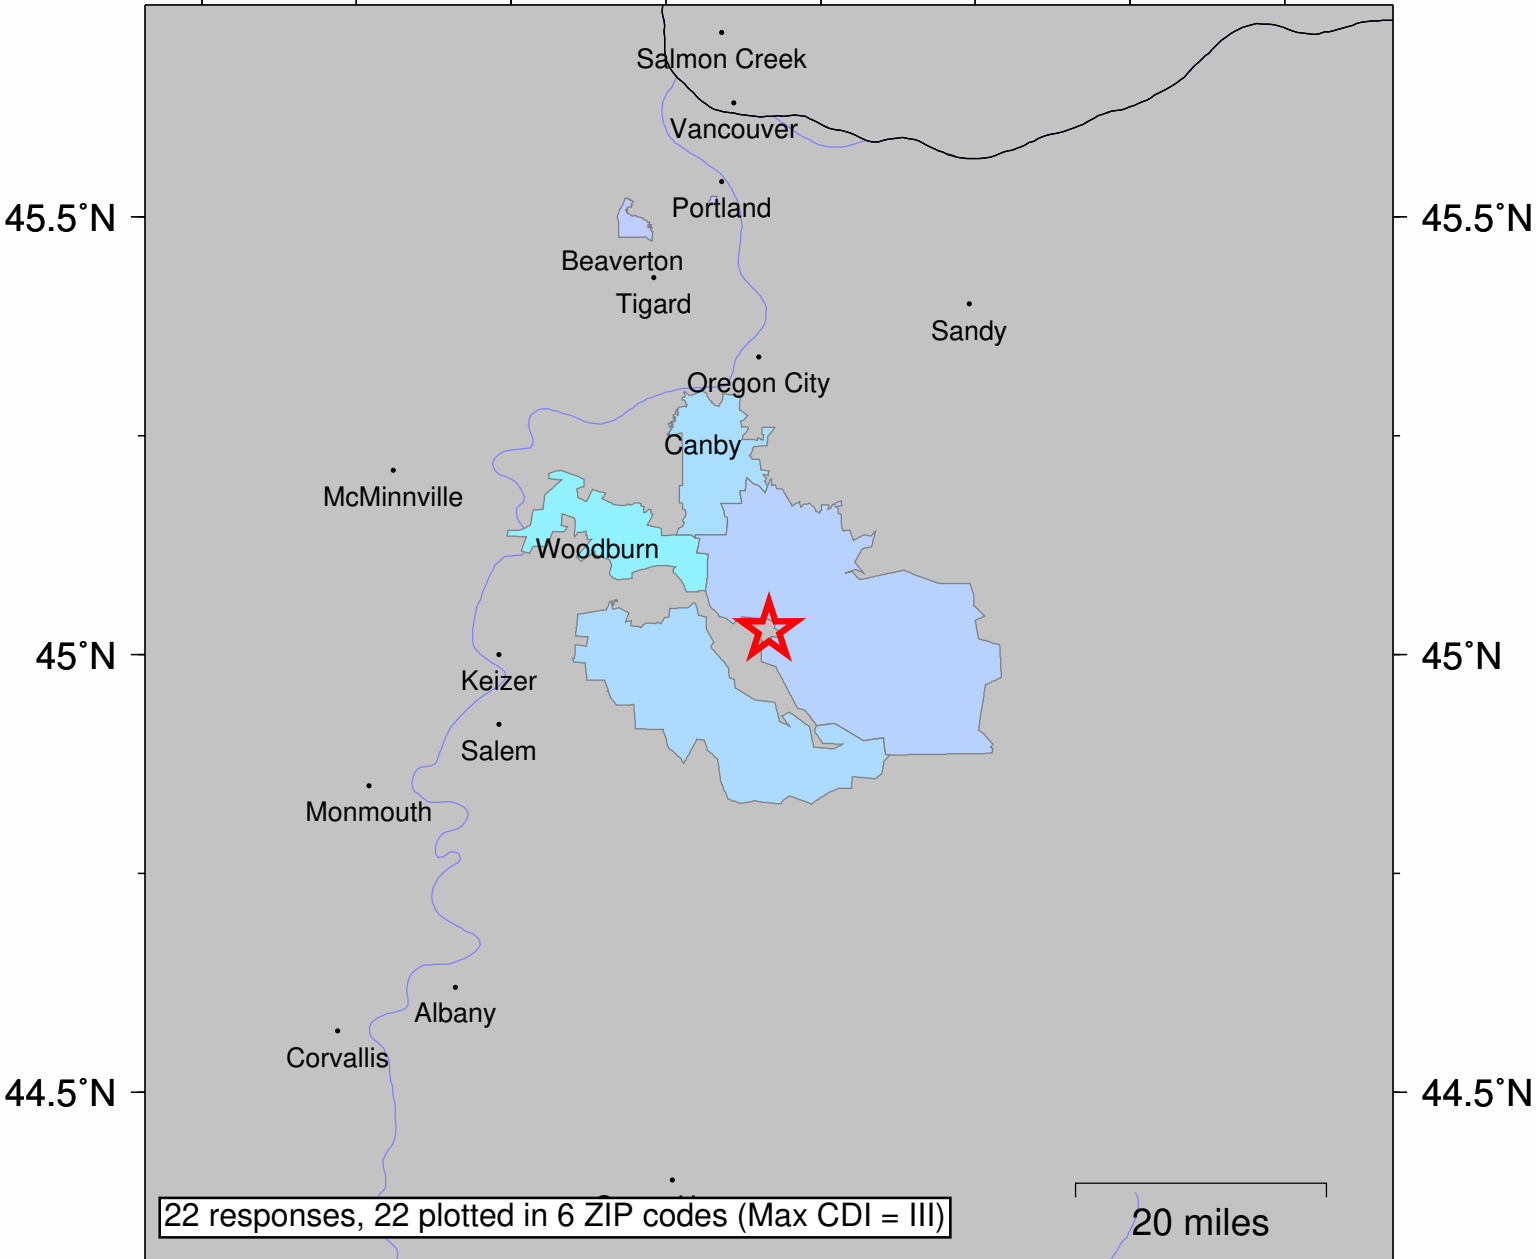 Salmon Creek
Vancouver
Portland
45.5°N
45.5°N
Beaverton
Tigard
Sandy
Oregon City
Canby
McMinnville
Woodburn
45°N
45°N
Keizer
Salem
Monmouth
Albany
Corvallis
44.5°N
44.5°N
22 responses, 22 plotted in 6 ZIP codes (Max CDI = III)
20 miles